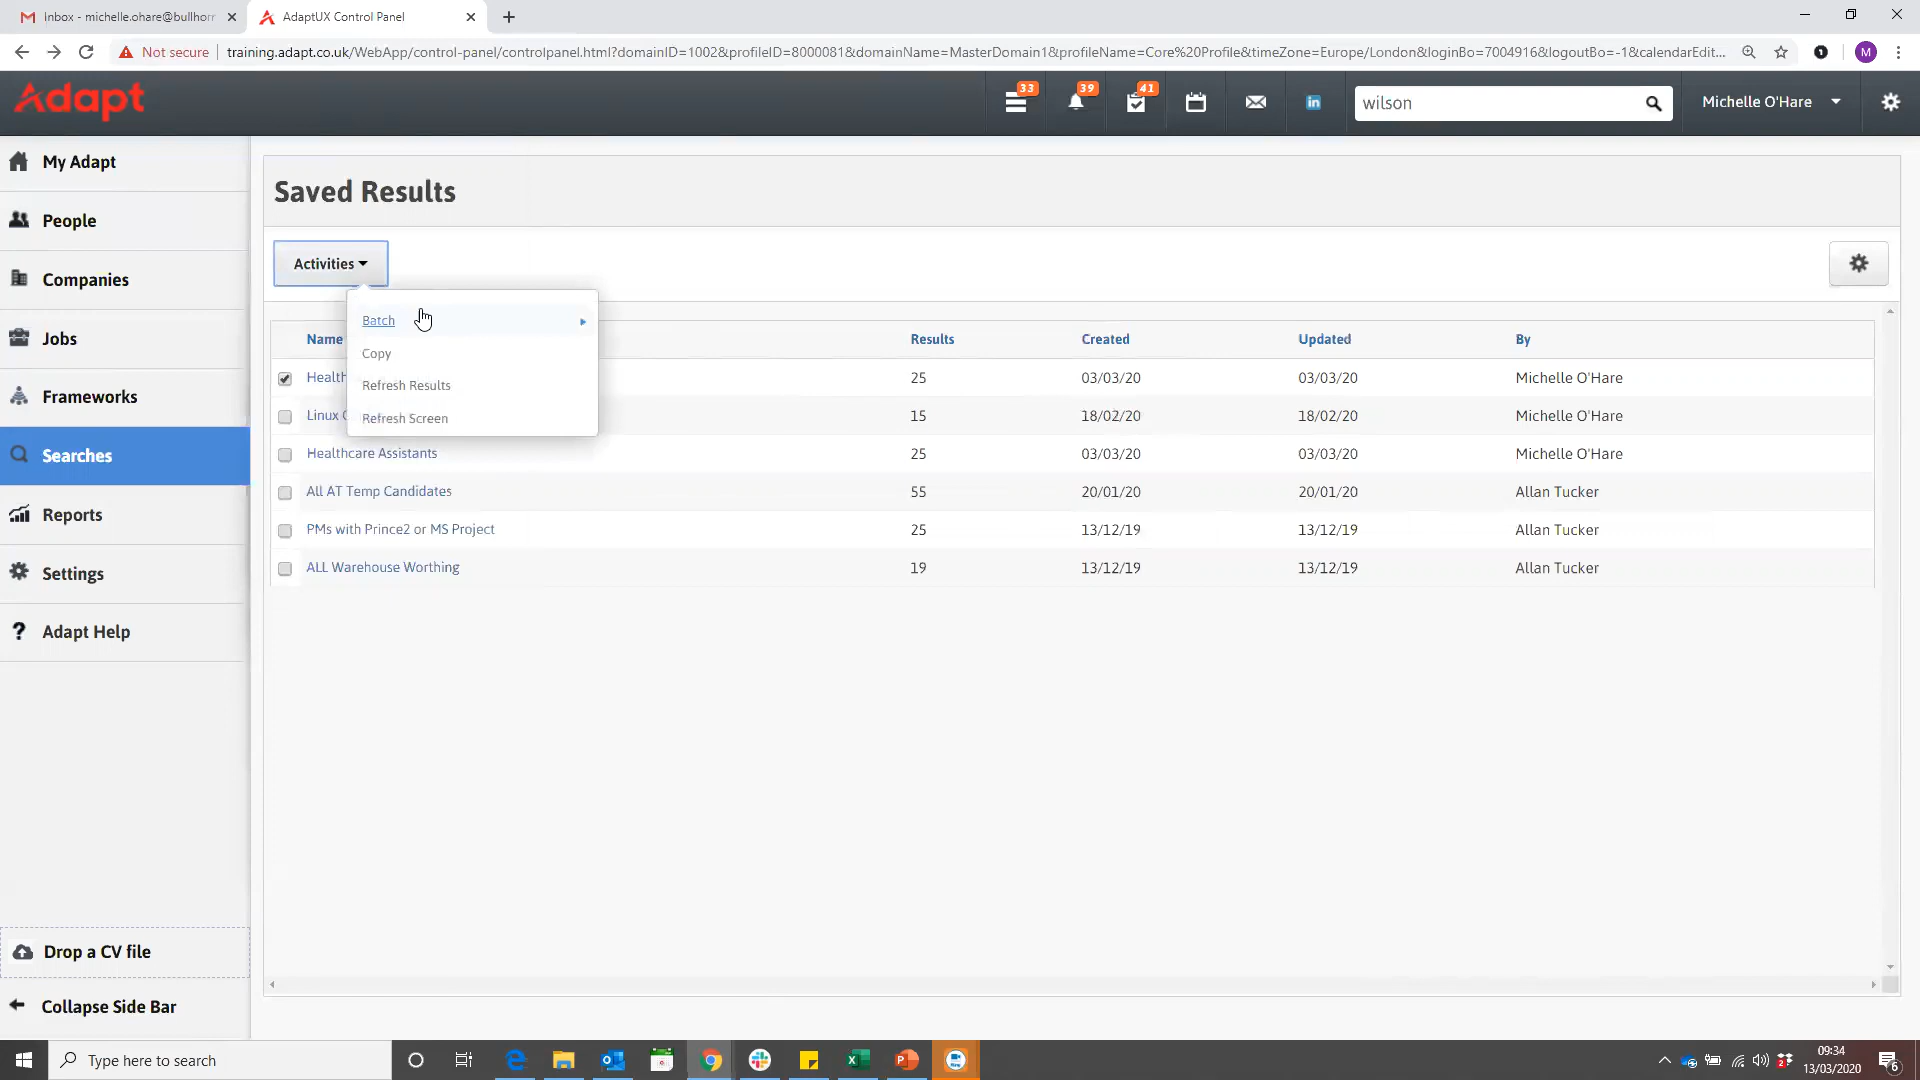 Inbox - michelle.ohare@bullhorn
AdaptUX Control Panel
Not secure
training.adapt.co.uk/WebApp/control-panel/controlpanel.html?domainID=1002&profileID=8000081&domainName=MasterDomain1&profileName=Core%20Profile&timeZone=Europe/London&loginBo=7004916&logoutBo=-1&calendarEdit...
M
Adapt
33
39
41
in
wilson
Michelle O'Hare
My Adapt
People
Companies
Jobs
Frameworks
Searches
Reports
Settings
Adapt Help
Drop a CV file
Collapse Side Bar
Saved Results
Activities
Batch
Copy
Refresh Results
Refresh Screen
Name Results Created Updated By
Health 25 03/03/20 03/03/20 Michelle O'Hare
Linux 15 18/02/20 18/02/20 Michelle O'Hare
Healthcare Assistants 25 03/03/20 03/03/20 Michelle O'Hare
All AT Temp Candidates 55 20/01/20 20/01/20 Allan Tucker
PMs with Prince2 or MS Project 25 13/12/19 13/12/19 Allan Tucker
ALL Warehouse Worthing 19 13/12/19 13/12/19 Allan Tucker
Type here to search
09:34
13/03/2020
6